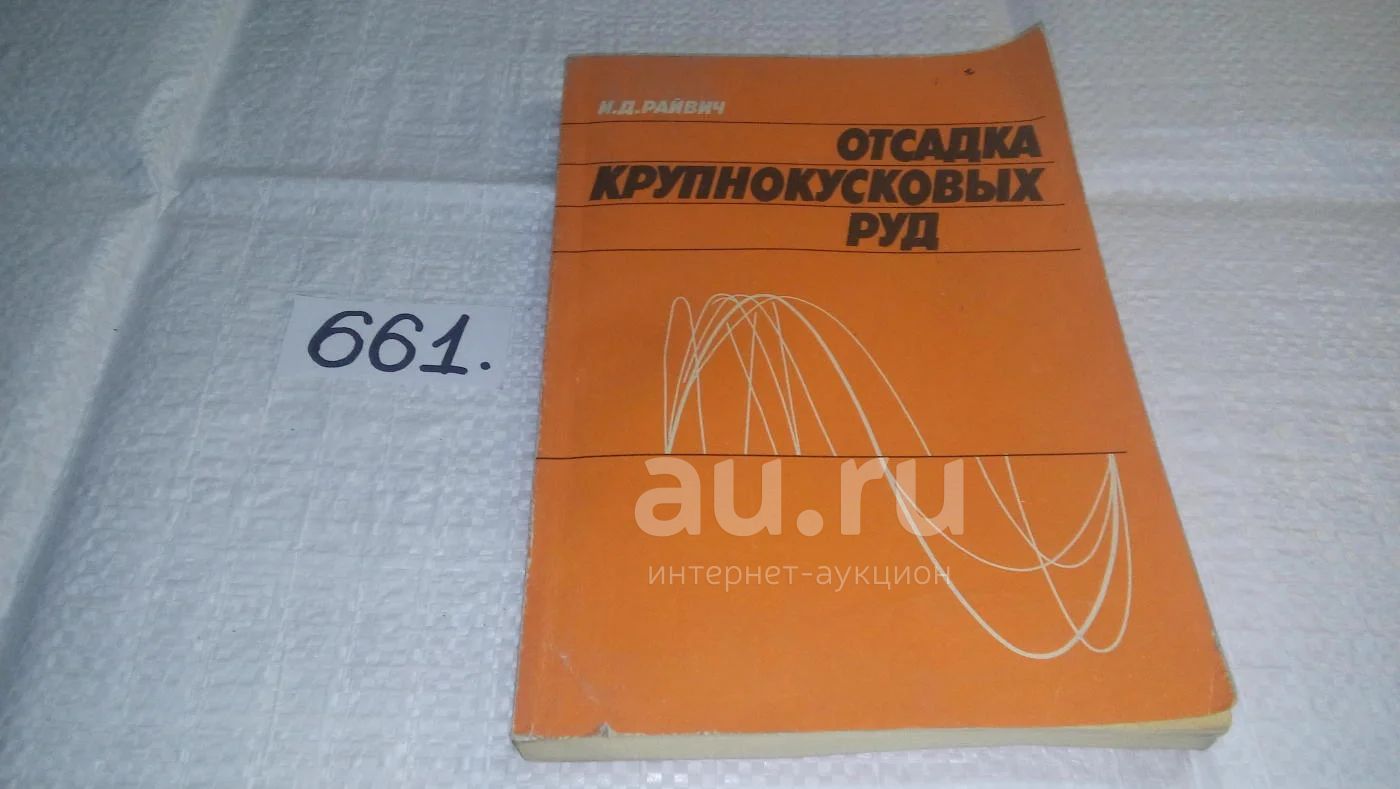 И.Д.РАЙВИЧ
ОТСАДКА
КРУПНОКУСКОВЫХ
РУД
661.
au.ru
интернет-аукцион